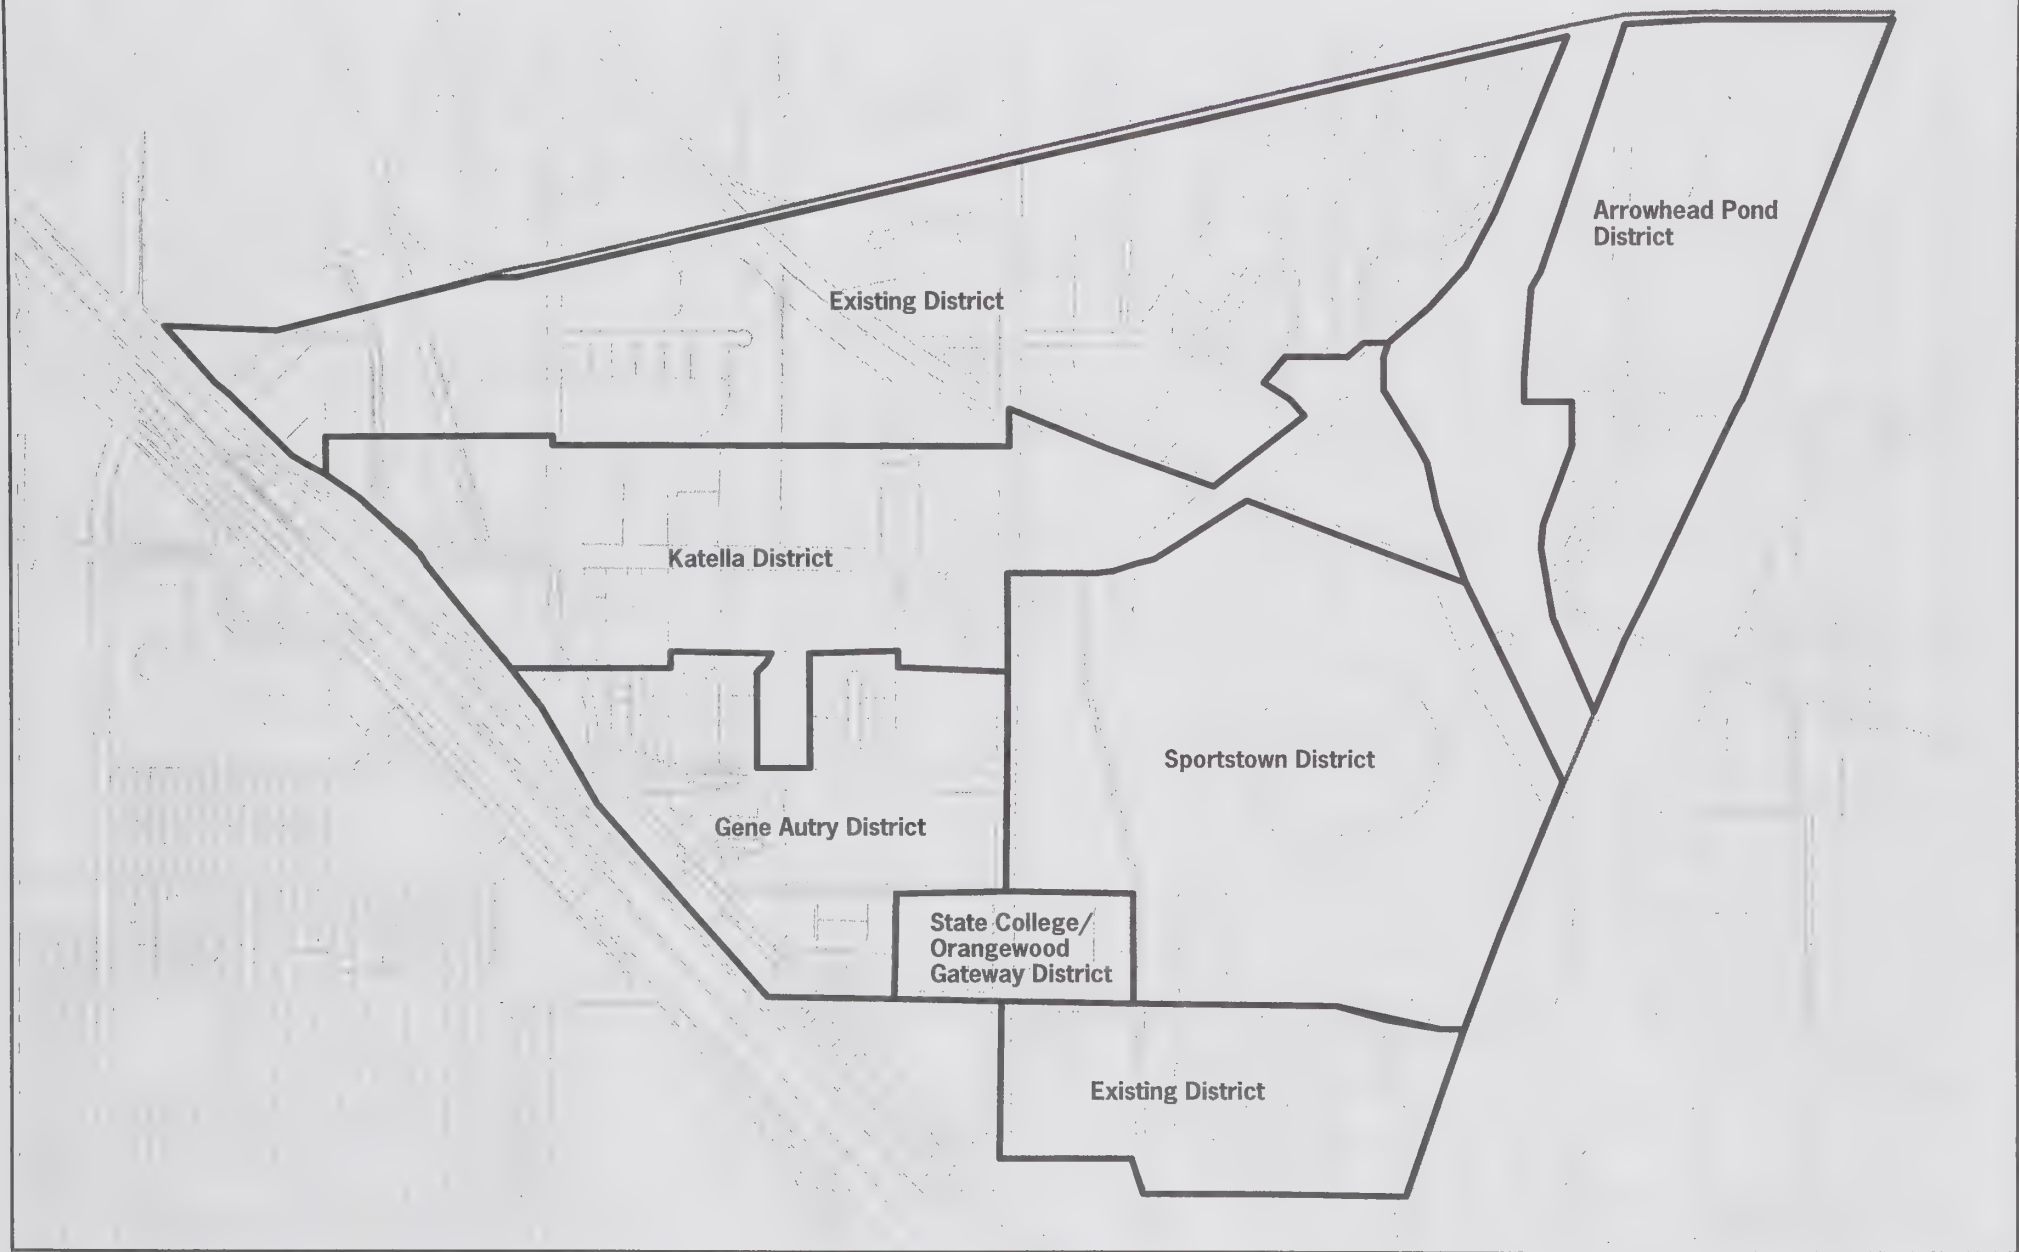 Arrowhead Pond
District
Existing District
Katella District
Sportstown District
Gene Autry District
State College/
Orangewood
Gateway District
Existing District